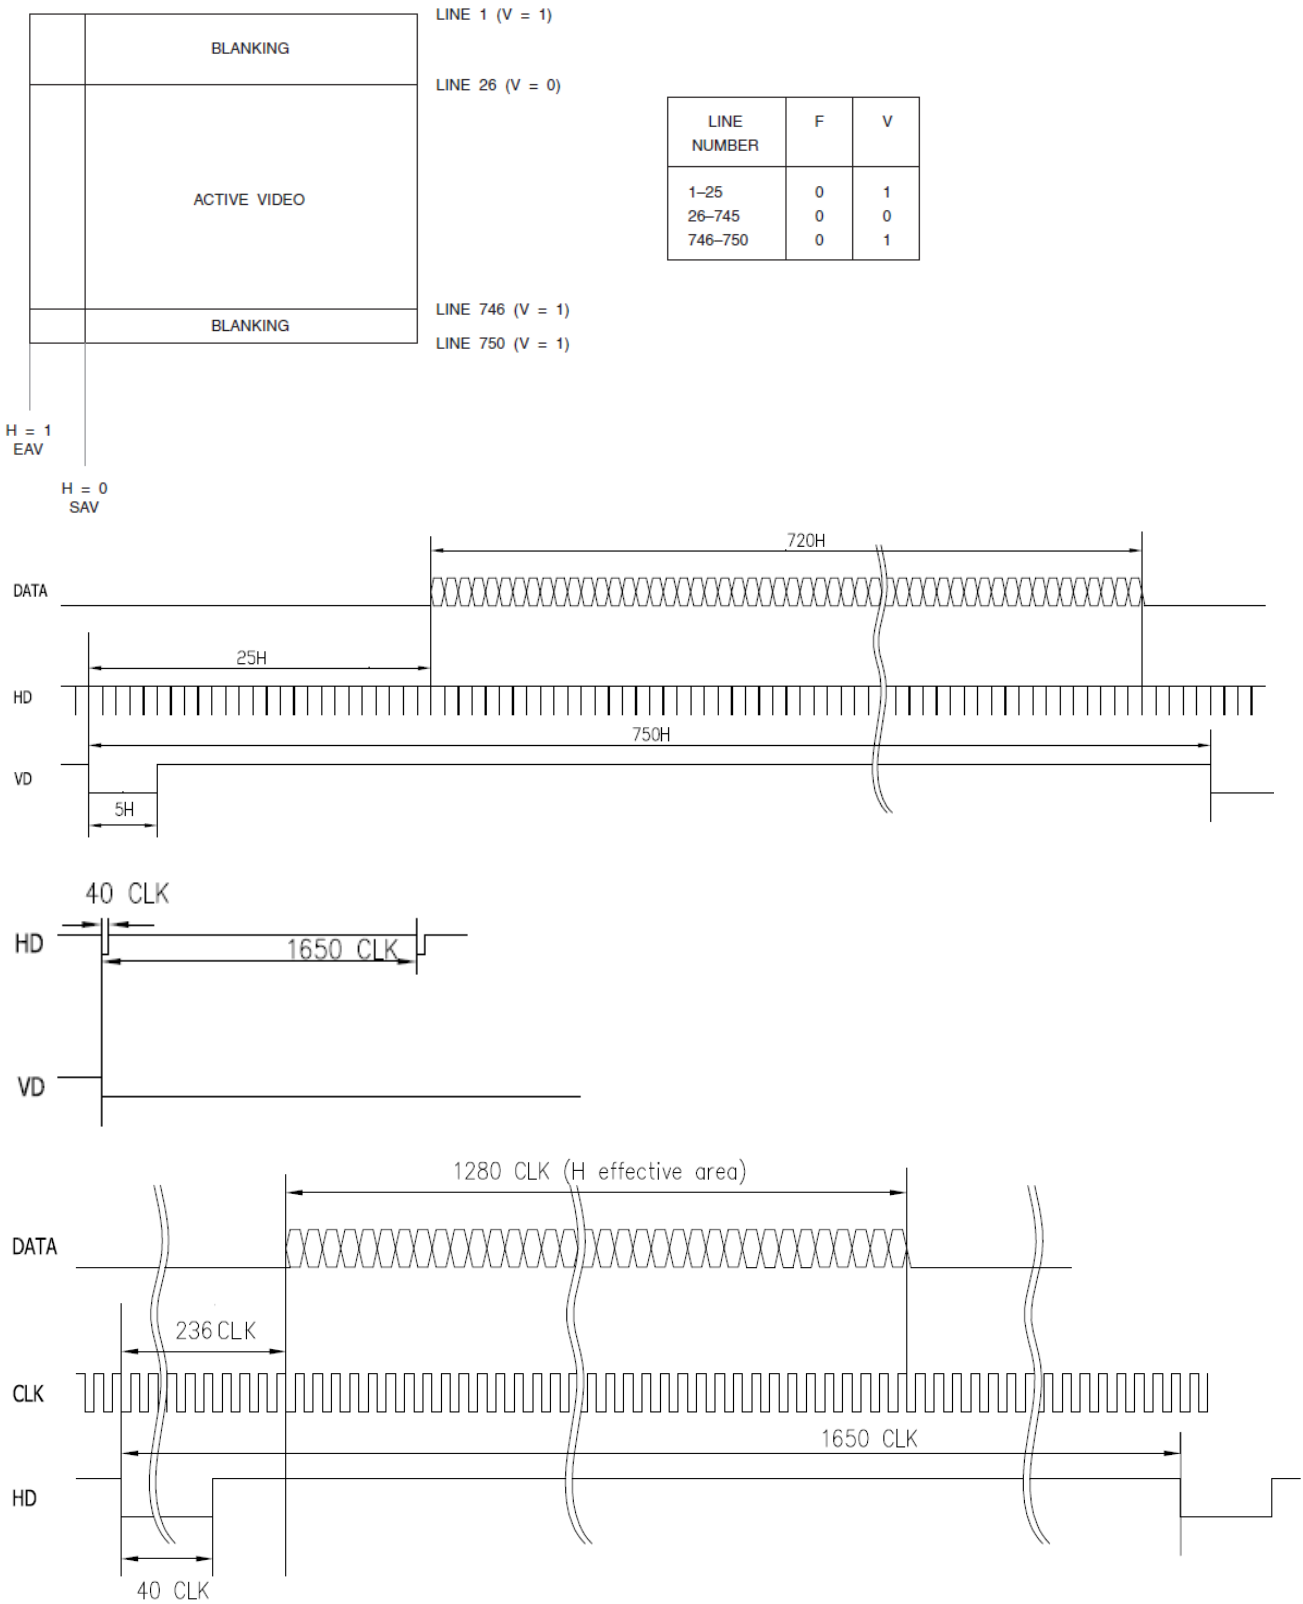 LINE 1 (V = 1)
BLANKING
LINE 26 (V = 0)
LINE NUMBER F V
1–25 0 1
26–745 0 0
746–750 0 1
ACTIVE VIDEO
LINE 746 (V = 1)
BLANKING
LINE 750 (V = 1)
H = 1
EAV
H = 0
SAV
720H
DATA
25H
HD
750H
VD
5H
40 CLK
HD
1650 CLK
VD
1280 CLK (H effective area)
DATA
236 CLK
CLK
1650 CLK
HD
40 CLK